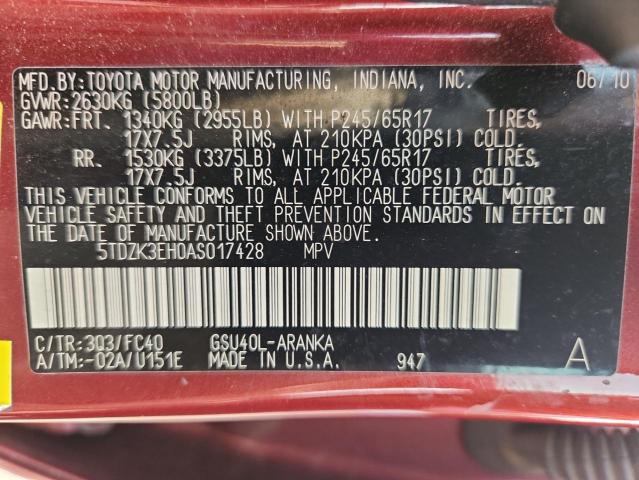 MFD.BY:TOYOTA MOTOR MANUFACTURING, INDIANA, INC. 06/10
GVWR:2630KG (5800LB)
GAWR:FRT. 1340KG (2955LB) WITH P245/65R17 TIRES,
17X7.5J RIMS, AT 210KPA (30PSI) COLD.
RR. 1530KG (3375LB) WITH P245/65R17 TIRES,
17X7.5J RIMS, AT 210KPA (30PSI) COLD.
THIS VEHICLE CONFORMS TO ALL APPLICABLE FEDERAL MOTOR
VEHICLE SAFETY AND THEFT PREVENTION STANDARDS IN EFFECT ON
THE DATE OF MANUFACTURE SHOWN ABOVE.
5TDZK3EH0AS017428 MPV
C/TR:3Q3/FC40 GSU40L-ARANKA
A/TM:-02A/U151E MADE IN U.S.A. 947 A